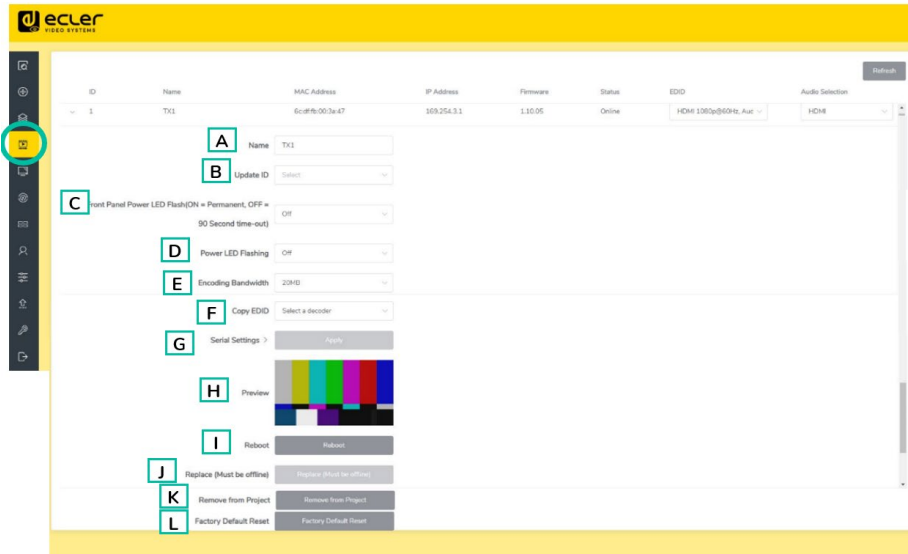 ecler
VIDEO SYSTEMS
Refresh
ID Name MAC Address IP Address Firmware Status EDID Audio Selection
1 TX1 6c:df:fb:00:3a:47 169.254.3.1 1.10.05 Online HDMI 1080p@60Hz, Aud HDMI
A Name TX1
B Update ID Select
C ront Panel Power LED Flash(ON = Permanent, OFF =
90 Second time-out) Off
D Power LED Flashing Off
E Encoding Bandwidth 20MB
F Copy EDID Select a decoder
G Serial Settings > Apply
H Preview
I Reboot Reboot
J Replace (Must be offline) Replace (Must be offline)
K Remove from Project Remove from Project
L Factory Default Reset Factory Default Reset